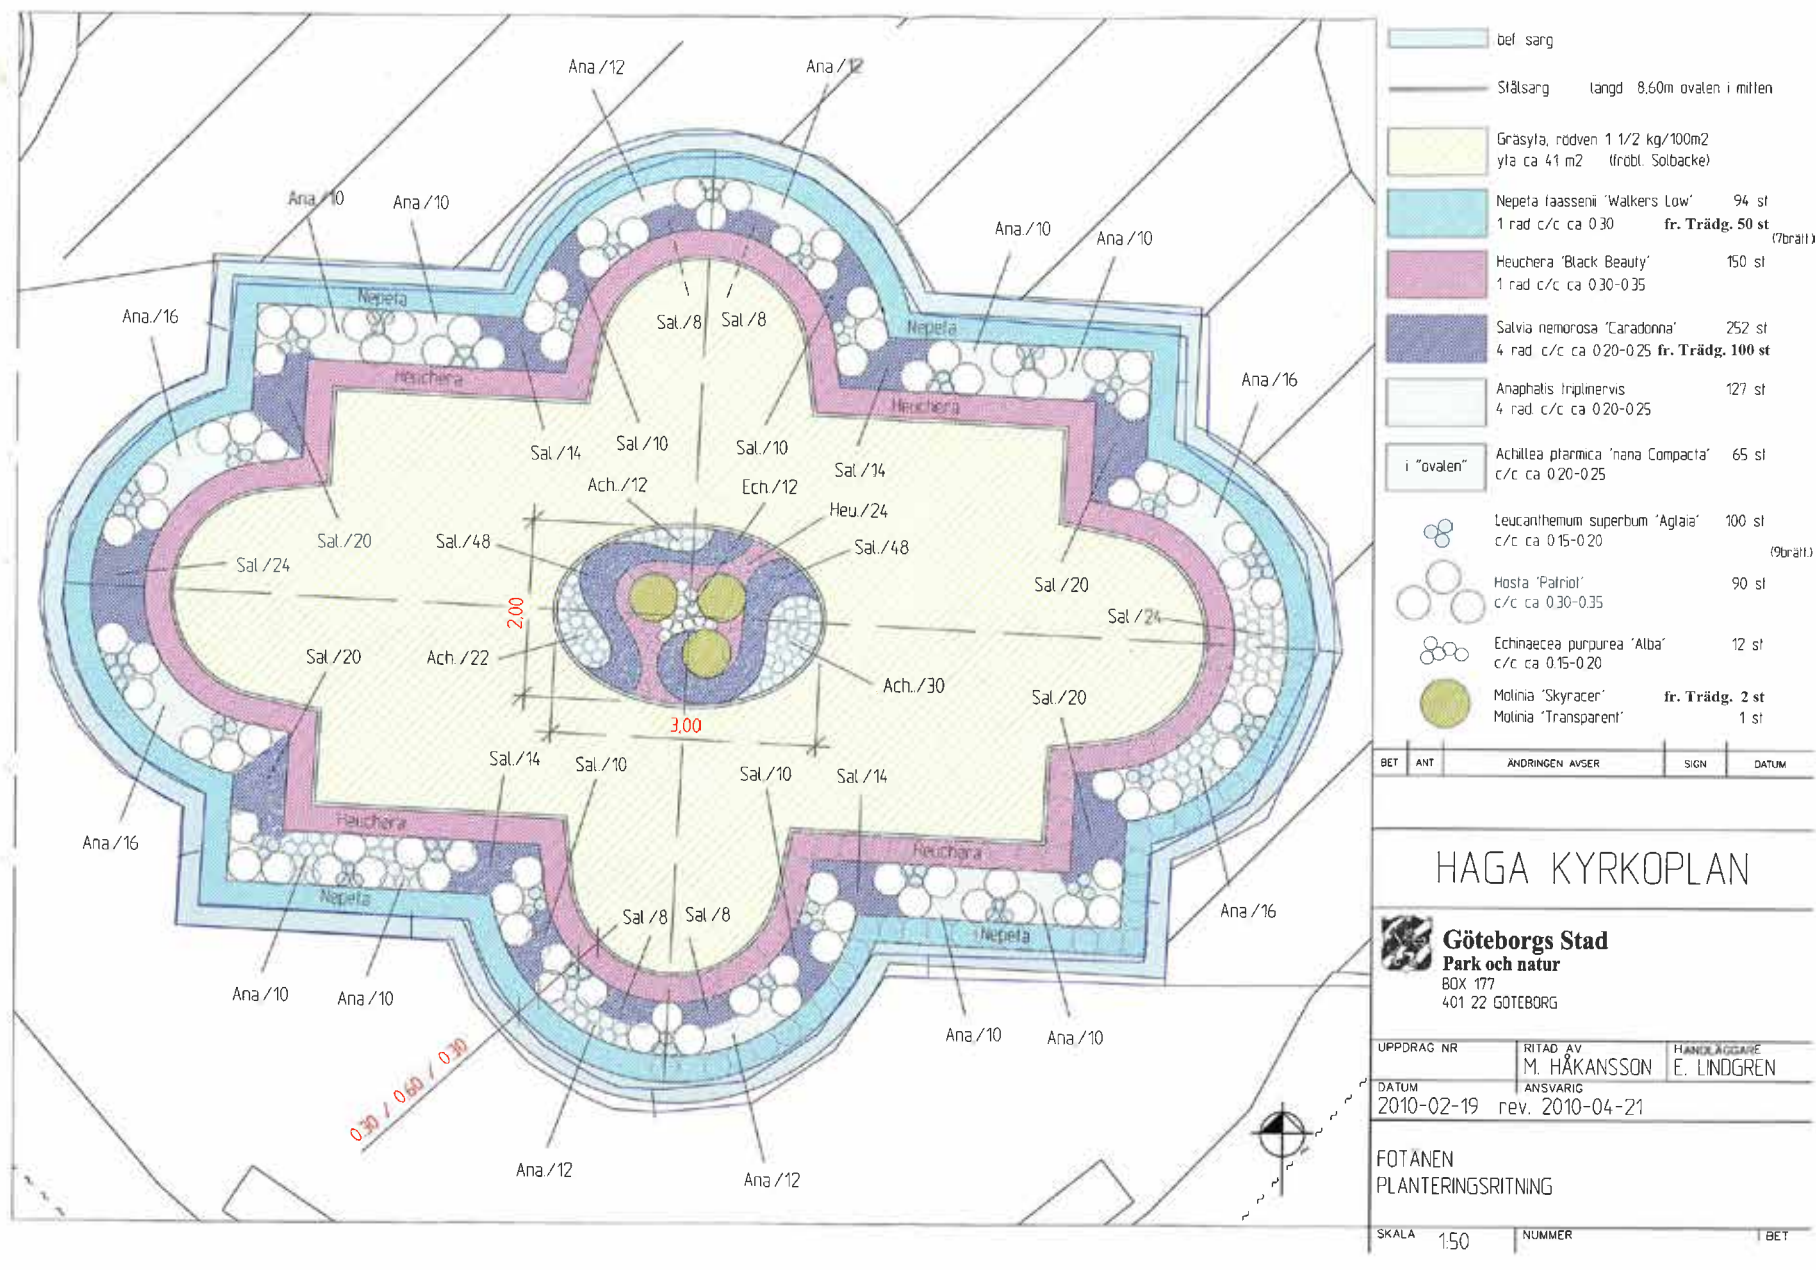 Ana./12
Ana./12
Ana./10
Ana./10
Ana./10
Ana./10
Ana./16
Nepeta
Sal./8
Sal./8
Nepeta
Heuchera
Heuchera
Ana./16
Sal./14
Sal./10
Sal./10
Sal./14
Ach./12
Ech./12
Heu./24
Sal./20
Sal./48
Sal./48
Sal./24
Sal./20
2,00
Sal./24
Sal./20
Ach./22
Ach./30
Sal./20
3,00
Sal./14
Sal./10
Sal./10
Sal./14
Ana./16
Heuchera
Heuchera
Nepeta
Sal./8
Sal./8
Nepeta
Ana./16
Ana./10
Ana./10
Ana./10
Ana./10
0.30 / 0.60 / 0.30
Ana./12
Ana./12
bef. sarg
Stålsarg längd 8,60m ovalen i mitten
Gräsyta, rödven 1 1/2 kg/100m2
yta ca 41 m2 (fröbl. Solbacke)
Nepeta faassenii 'Walkers Low' 94 st
1 rad c/c ca 0.30 fr. Trädg. 50 st
(7brätt.)
Heuchera 'Black Beauty' 150 st
1 rad c/c ca 0.30-0.35
Salvia nemorosa 'Caradonna' 252 st
4 rad. c/c ca 0.20-0.25 fr. Trädg. 100 st
Anaphalis triplinervis 127 st
4 rad. c/c ca 0.20-0.25
i "ovalen"
Achillea ptarmica 'nana Compacta' 65 st
c/c ca 0.20-0.25
Leucanthemum superbum 'Aglaia' 100 st
c/c ca 0.15-0.20
(9brätt.)
Hosta 'Patriot' 90 st
c/c ca 0.30-0.35
Echinaecea purpurea 'Alba' 12 st
c/c ca 0.15-0.20
Molinia 'Skyracer' fr. Trädg. 2 st
Molinia 'Transparent' 1 st
BET ANT ÄNDRINGEN AVSER SIGN DATUM
HAGA KYRKOPLAN
Göteborgs Stad
Park och natur
BOX 177
401 22 GÖTEBORG
UPPDRAG NR RITAD AV HANDLÄGGARE
M. HÅKANSSON E. LINDGREN
DATUM ANSVARIG
2010-02-19 rev. 2010-04-21
FOTÄNEN
PLANTERINGSRITNING
SKALA 1:50 NUMMER BET